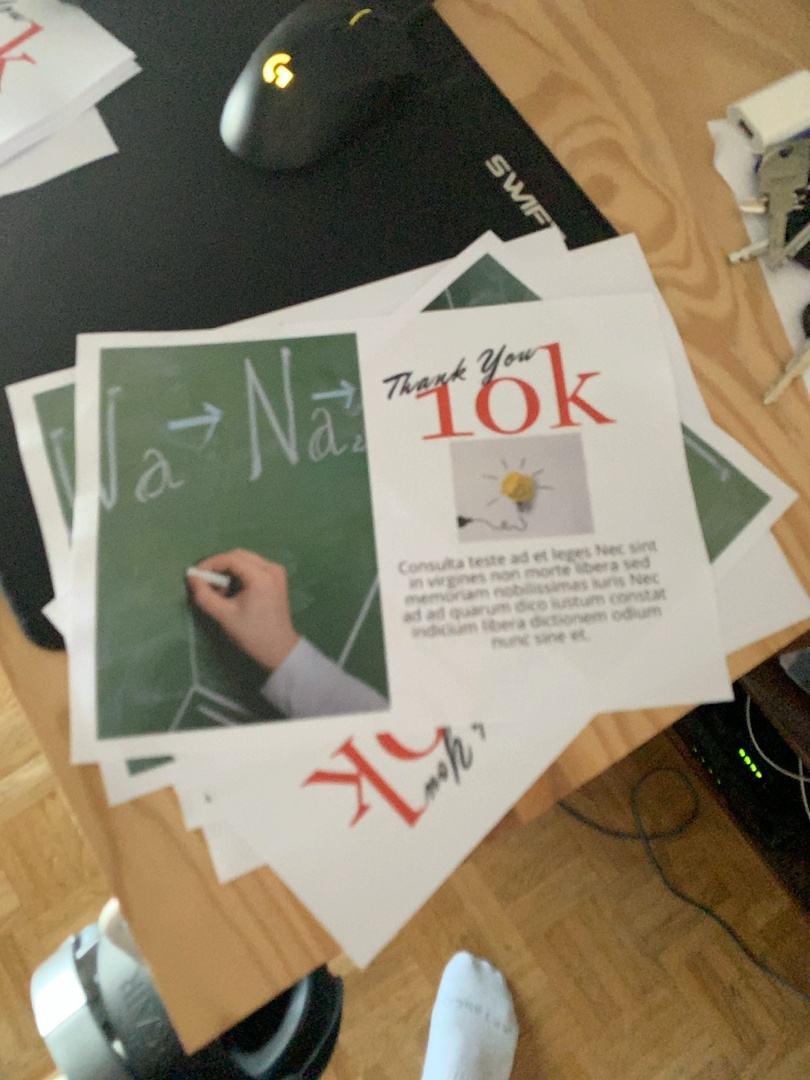 k
G
SWIFT
Wa → Na → 
Thank You
10k
Consulta teste ad et leges Nec sint
in virgines non morte libera sed
memoriam nobilissimas iuris Nec
ad ad quarum dico iustum constat
indicium libera dictionem odium
nunc sine et.
10k
You